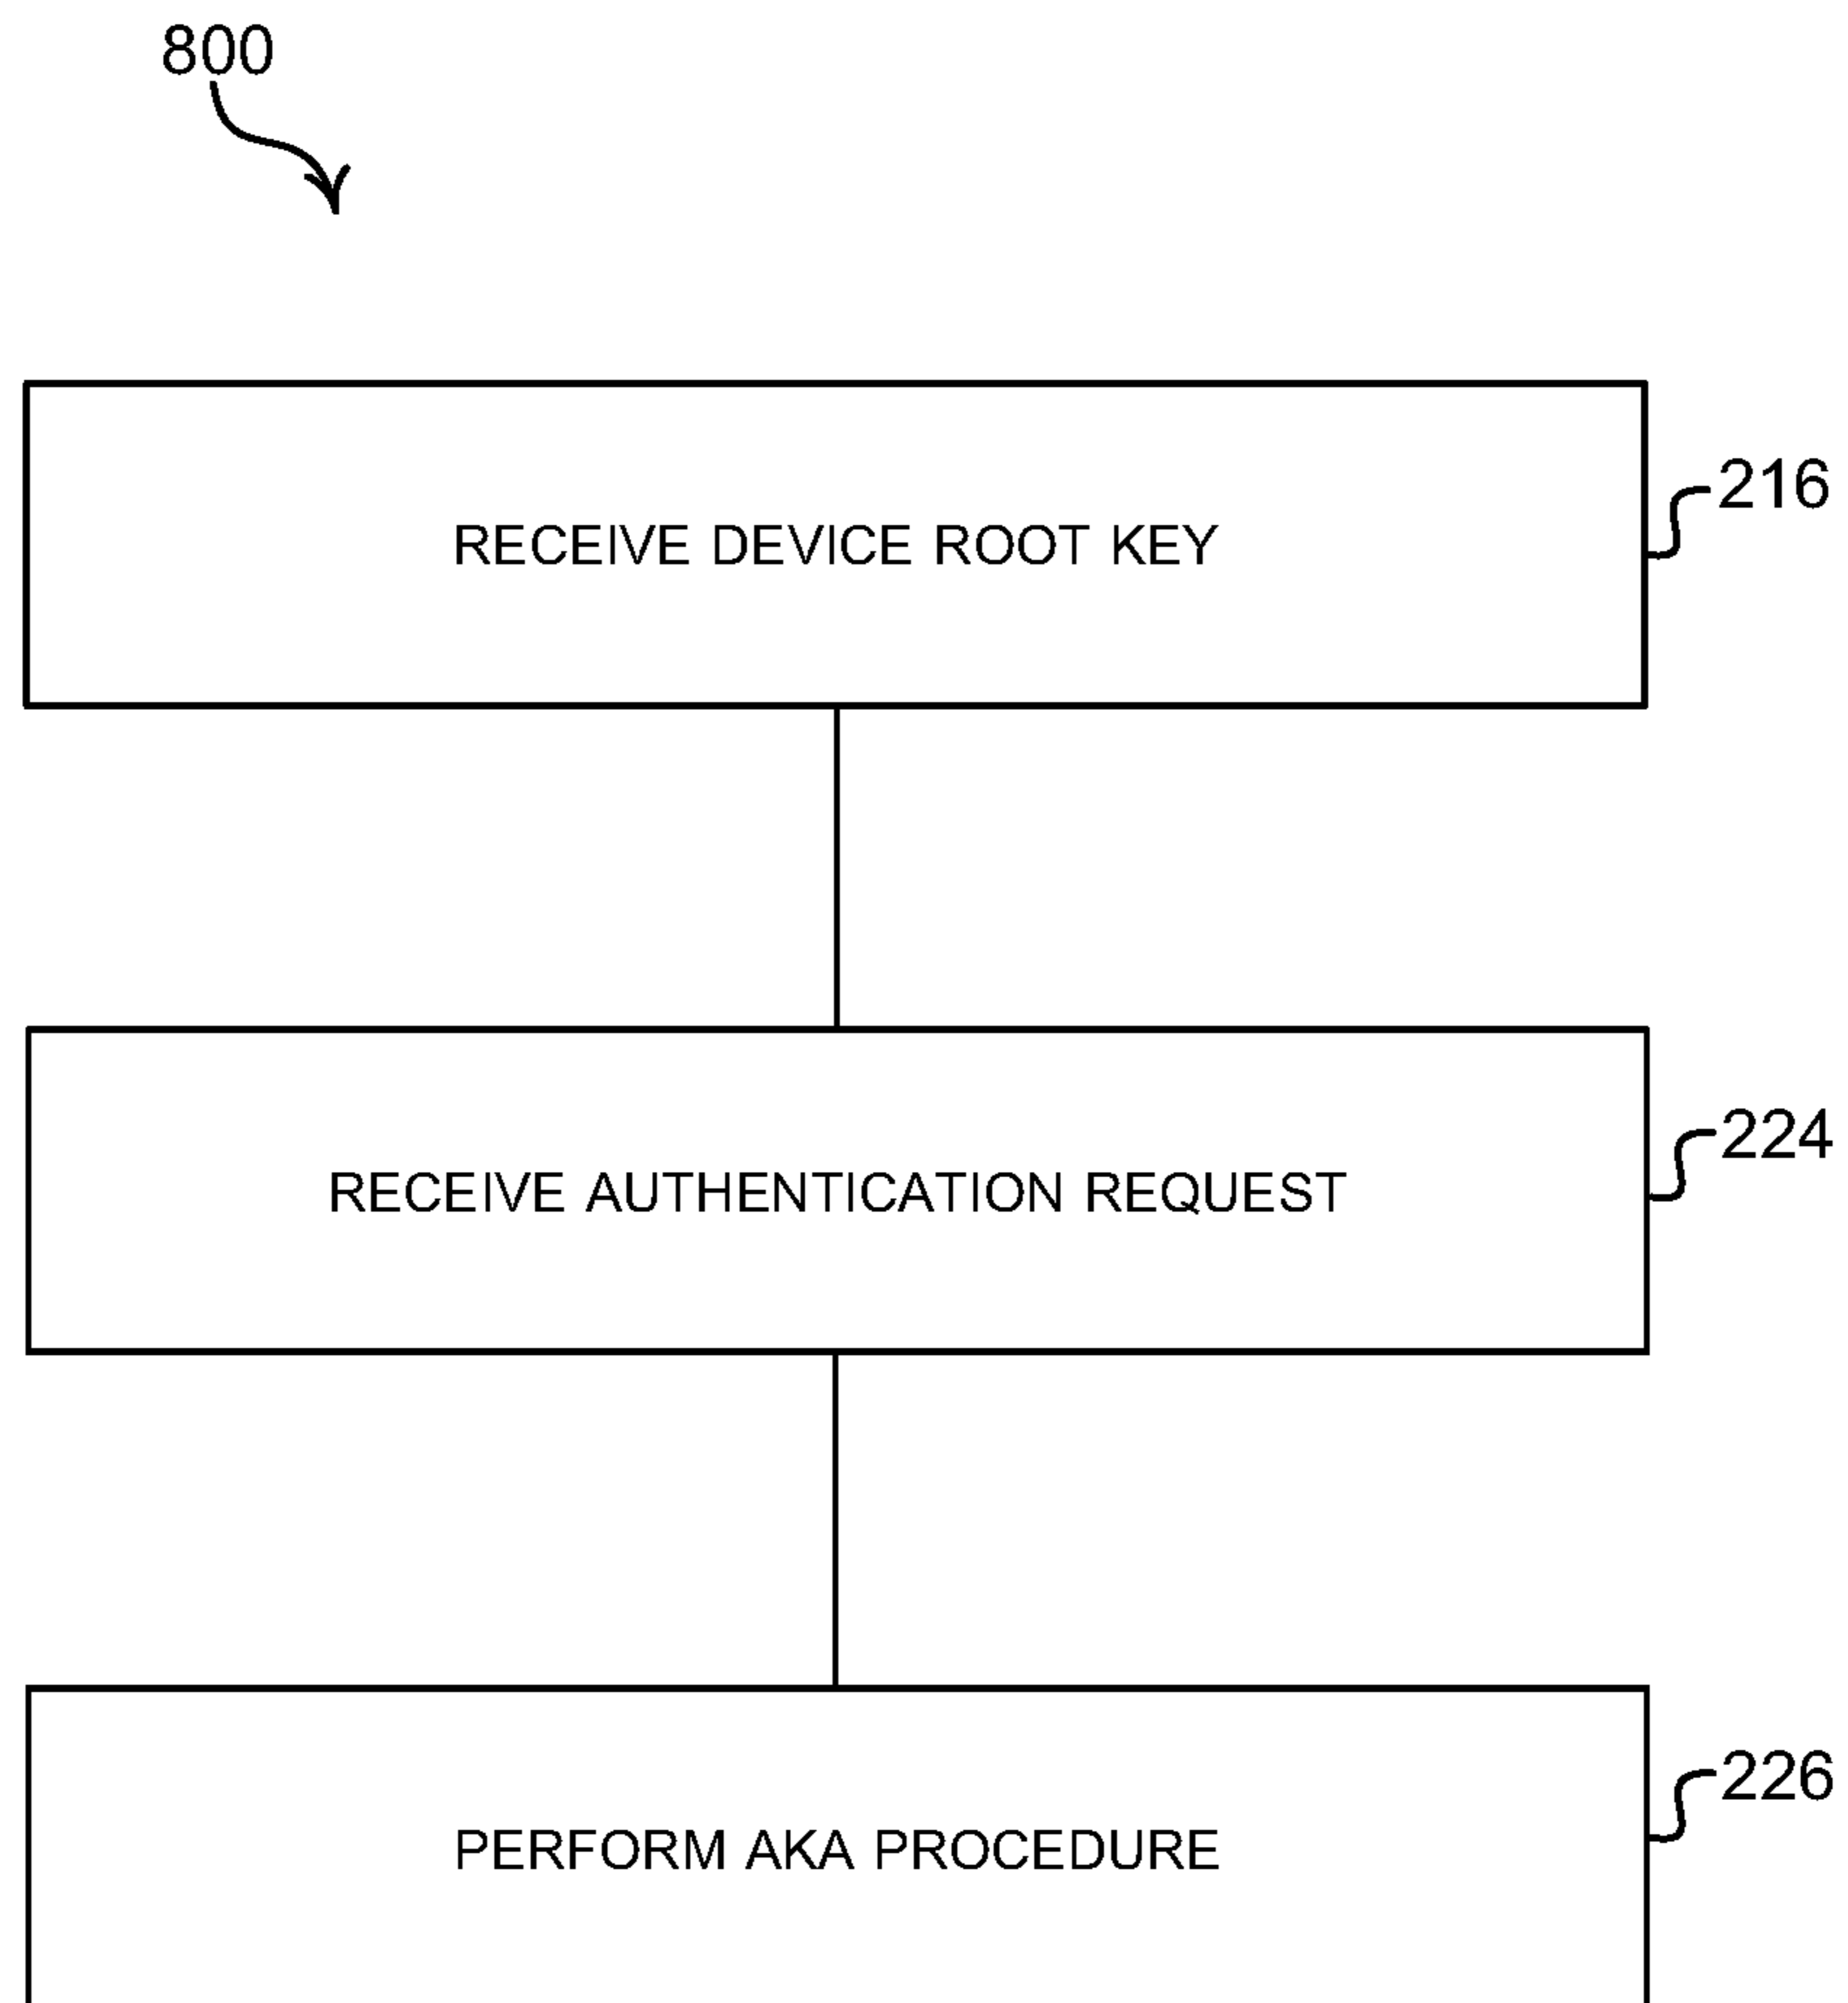 800
RECEIVE DEVICE ROOT KEY
216
RECEIVE AUTHENTICATION REQUEST
224
PERFORM AKA PROCEDURE
226